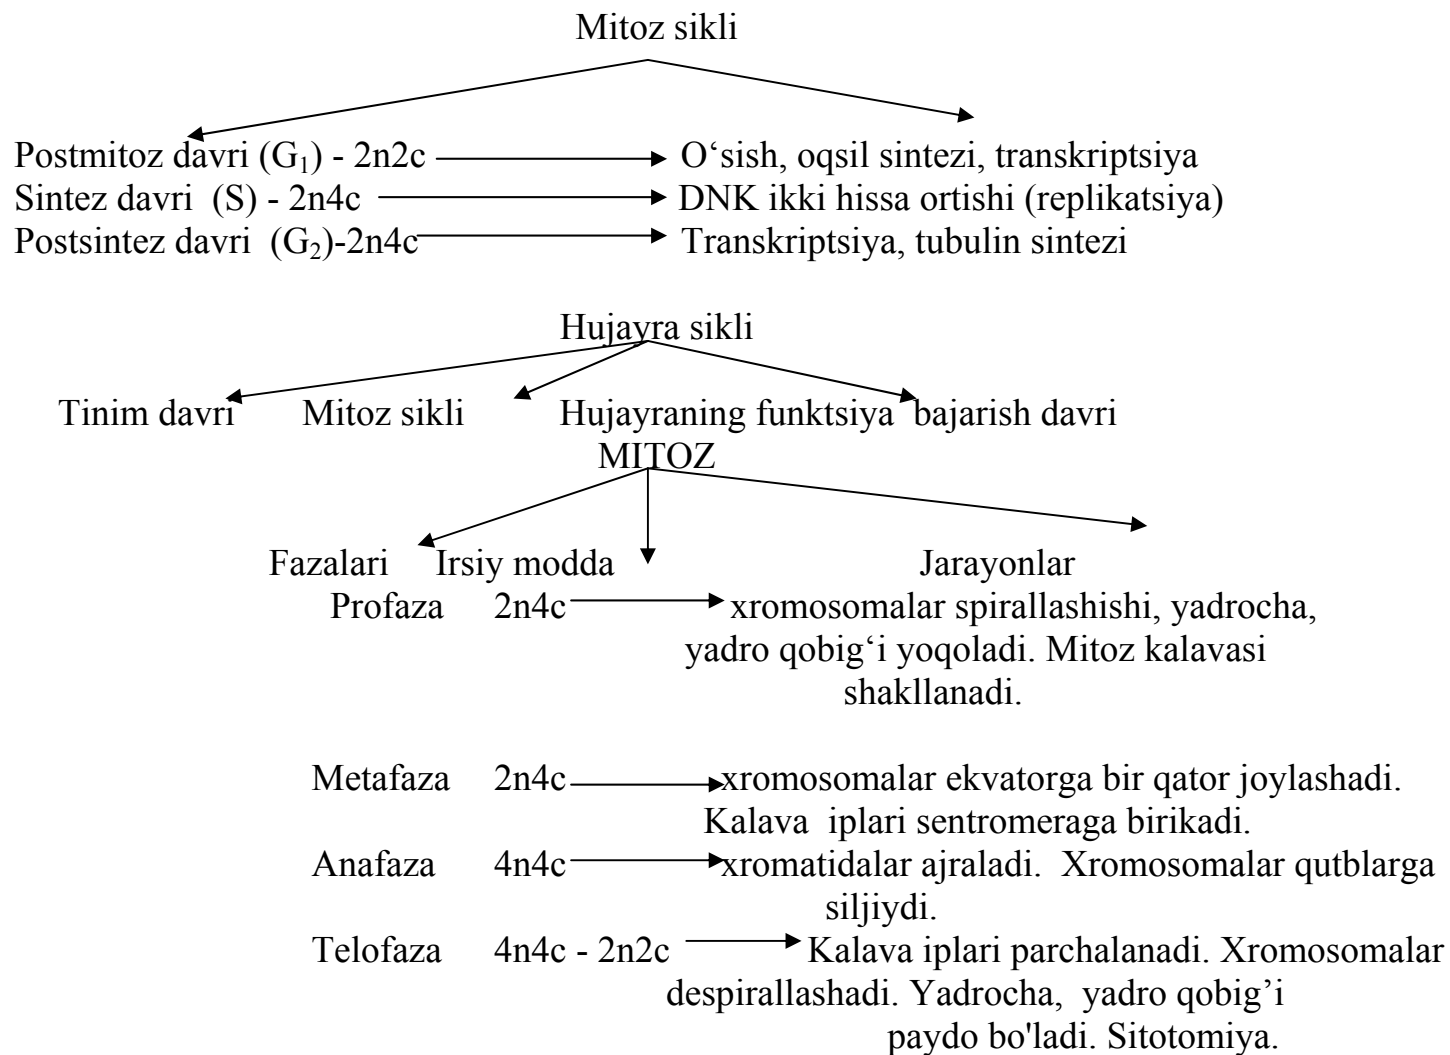 Mitoz sikli
Postmitoz davri (G₁) - 2n2c O‘sish, oqsil sintezi, transkriptsiya
Sintez davri (S) - 2n4c DNK ikki hissa ortishi (replikatsiya)
Postsintez davri (G₂)-2n4c Transkriptsiya, tubulin sintezi
Hujayra sikli
Tinim davri Mitoz sikli Hujayraning funktsiya bajarish davri
MITOZ
Fazalari Irsiy modda Jarayonlar
Profaza 2n4c xromosomalar spirallashishi, yadrocha,
yadro qobig‘i yoqoladi. Mitoz kalavasi
shakllanadi.
Metafaza 2n4c xromosomalar ekvatorga bir qator joylashadi.
Kalava iplari sentromeraga birikadi.
Anafaza 4n4c xromatidalar ajraladi. Xromosomalar qutblarga
siljiydi.
Telofaza 4n4c - 2n2c Kalava iplari parchalanadi. Xromosomalar
despirallashadi. Yadrocha, yadro qobig’i
paydo bo'ladi. Sitotomiya.